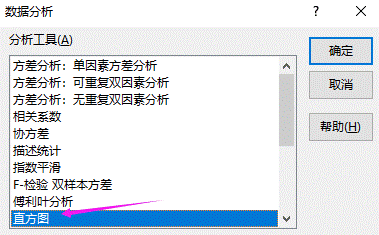 数据分析 ? ×
分析工具(A)
方差分析：单因素方差分析
方差分析：可重复双因素分析
方差分析：无重复双因素分析
相关系数
协方差
描述统计
指数平滑
F-检验 双样本方差
傅利叶分析
直方图
确定
取消
帮助(H)